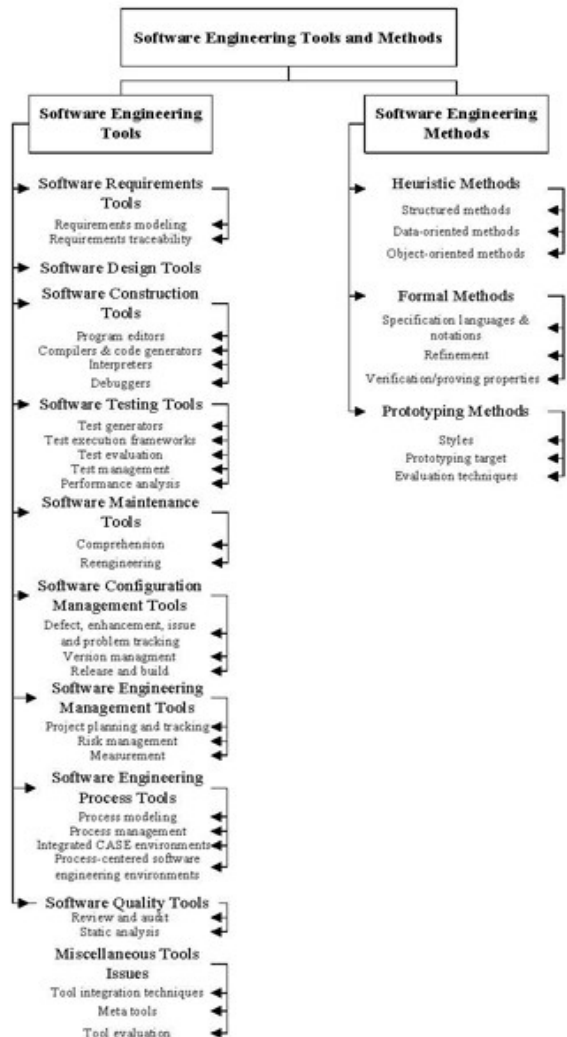 Software Engineering Tools and Methods
Software Engineering
Tools
Software Requirements
Tools
Requirements modeling
Requirements traceability
Software Design Tools
Software Construction
Tools
Program editors
Compilers & code generators
Interpreters
Debuggers
Software Testing Tools
Test generators
Test execution frameworks
Test evaluation
Test management
Performance analysis
Software Maintenance
Tools
Comprehension
Reengineering
Software Configuration
Management Tools
Defect, enhancement, issue
and problem tracking
Version managment
Release and build
Software Engineering
Management Tools
Project planning and tracking
Risk management
Measurement
Software Engineering
Process Tools
Process modeling
Process management
Integrated CASE environments
Process-centered software
engineering environments
Software Quality Tools
Review and audit
Static analysis
Miscellaneous Tools
Issues
Tool integration techniques
Meta tools
Tool evaluation
Software Engineering
Methods
Heuristic Methods
Structured methods
Data-oriented methods
Object-oriented methods
Formal Methods
Specification languages &
notations
Refinement
Verification/proving properties
Prototyping Methods
Styles
Prototyping target
Evaluation techniques